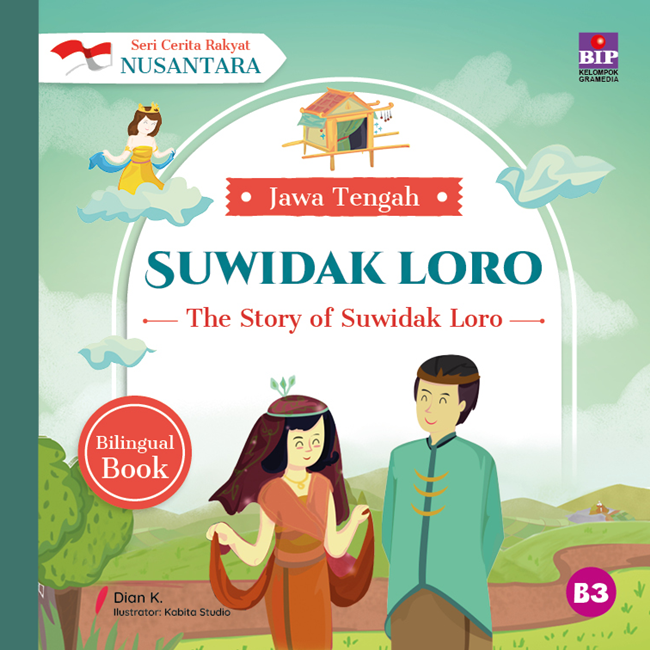 Seri Cerita Rakyat
NUSANTARA
BIP
KELOMPOK
GRAMEDIA
Jawa Tengah
SUWIDAK LORO
The Story of Suwidak Loro
Bilingual
Book
Dian K.
Ilustrator: Kabita Studio
B3